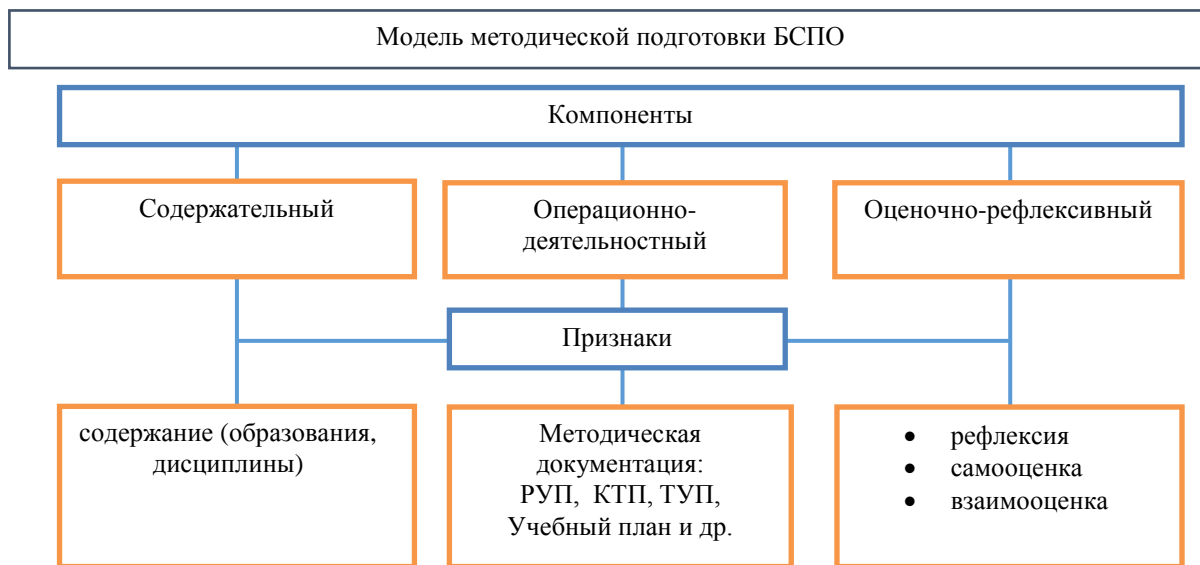 Модель методической подготовки БСПО
Компоненты
Содержательный
Операционно-
деятельностный
Оценочно-рефлексивный
Признаки
содержание (образования,
дисциплины)
Методическая
документация:
РУП, КТП, ТУП,
Учебный план и др.
• рефлексия
• самооценка
• взаимооценка